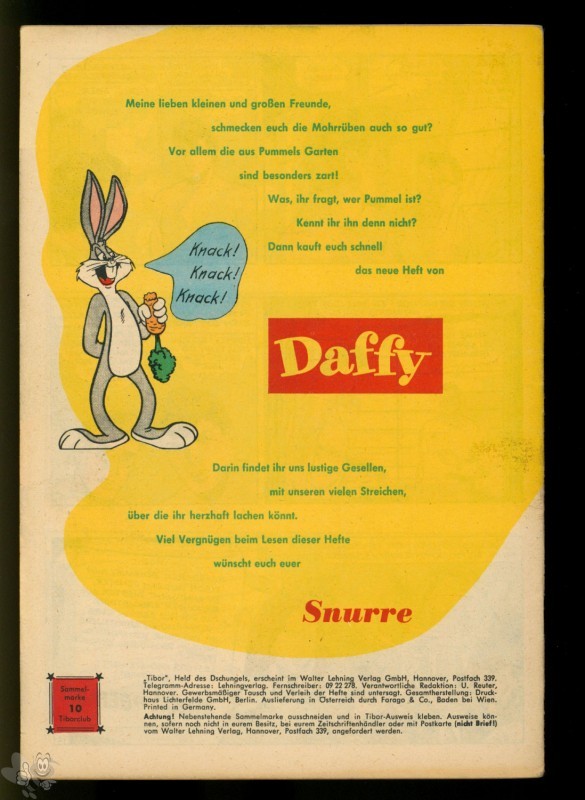 Meine lieben kleinen und großen Freunde,
schmecken euch die Mohrrüben auch so gut?
Vor allem die aus Pummels Garten
sind besonders zart!
Was, ihr fragt, wer Pummel ist?
Kennt ihr ihn denn nicht?
Dann kauft euch schnell
das neue Heft von
Knack!
Knack!
Knack!
Daffy
Darin findet ihr uns lustige Gesellen,
mit unseren vielen Streichen,
über die ihr herzhaft lachen könnt.
Viel Vergnügen beim Lesen dieser Hefte
wünscht euch euer
Snurre
Sammel-
marke
10
Tiborclub
„Tibor", Held des Dschungels, erscheint im Walter Lehning Verlag GmbH, Hannover, Postfach 339.
Telegramm-Adresse: Lehningverlag. Fernschreiber: 09 22 278. Verantwortliche Redaktion: U. Reuter,
Hannover. Gewerbsmäßiger Tausch und Verleih der Hefte sind untersagt. Gesamtherstellung: Druck-
haus Lichterfelde GmbH, Berlin. Auslieferung in Österreich durch Farago & Co., Baden bei Wien.
Printed in Germany.
Achtung! Nebenstehende Sammelmarke ausschneiden und in Tibor-Ausweis kleben. Ausweise kön-
nen, sofern noch nicht in eurem Besitz, bei eurem Zeitschriftenhändler oder mit Postkarte (nicht Brief!)
vom Walter Lehning Verlag, Hannover, Postfach 339, angefordert werden.